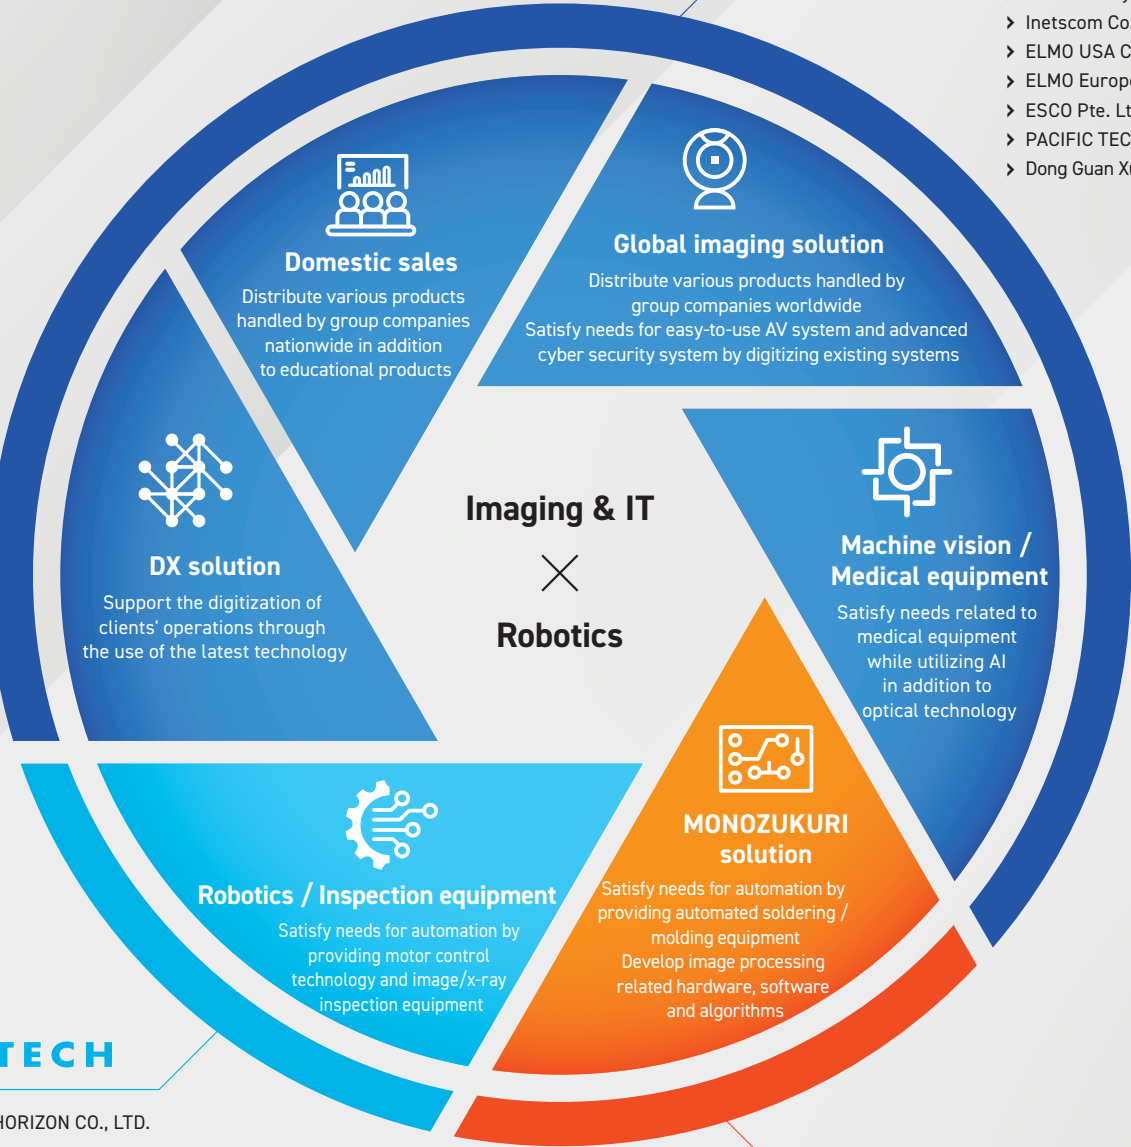 Inetscom Co.
ELMO USA C
ELMO Europe
ESCO Pte. Lt
PACIFIC TEC
Dong Guan Xu
Domestic sales
Distribute various products
handled by group companies
nationwide in addition
to educational products
Global imaging solution
Distribute various products handled by
group companies worldwide
Satisfy needs for easy-to-use AV system and advanced
cyber security system by digitizing existing systems
DX solution
Support the digitization of
clients' operations through
the use of the latest technology
Imaging & IT
×
Robotics
Machine vision /
Medical equipment
Satisfy needs related to
medical equipment
while utilizing AI
in addition to
optical technology
Robotics / Inspection equipment
Satisfy needs for automation by
providing motor control
technology and image/x-ray
inspection equipment
MONOZUKURI
solution
Satisfy needs for automation by
providing automated soldering /
molding equipment
Develop image processing
related hardware, software
and algorithms
TECH
HORIZON CO., LTD.